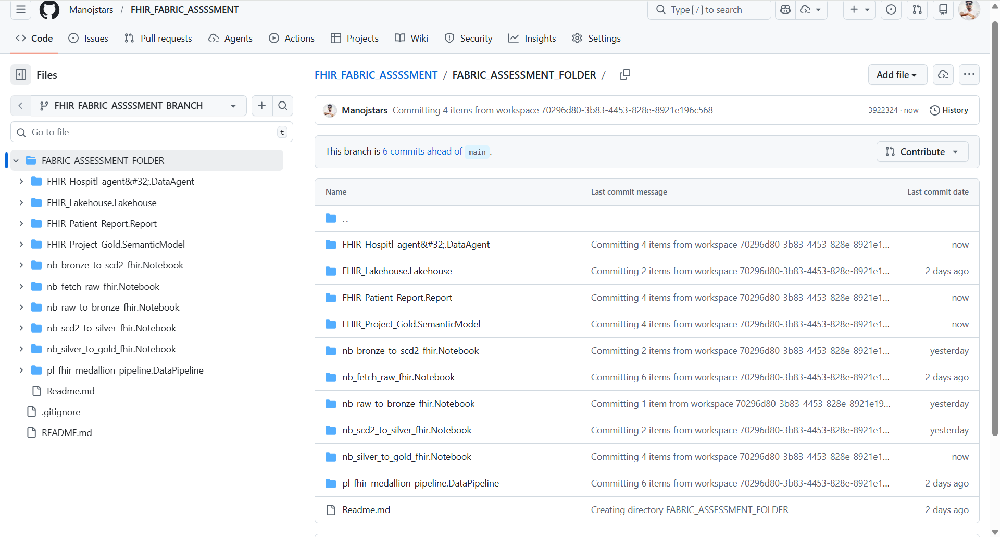 Manojstars / FHIR_FABRIC_ASSSSMENT
Type / to search
Code
Issues
Pull requests
Agents
Actions
Projects
Wiki
Security
Insights
Settings
Files
FHIR_FABRIC_ASSSSMENT_BRANCH
Go to file
t
FABRIC_ASSESSMENT_FOLDER
FHIR_Hospitl_agent&#32;.DataAgent
FHIR_Lakehouse.Lakehouse
FHIR_Patient_Report.Report
FHIR_Project_Gold.SemanticModel
nb_bronze_to_scd2_fhir.Notebook
nb_fetch_raw_fhir.Notebook
nb_raw_to_bronze_fhir.Notebook
nb_scd2_to_silver_fhir.Notebook
nb_silver_to_gold_fhir.Notebook
pl_fhir_medallion_pipeline.DataPipeline
Readme.md
.gitignore
README.md
FHIR_FABRIC_ASSSSMENT / FABRIC_ASSESSMENT_FOLDER /
Add file
Manojstars Committing 4 items from workspace 70296d80-3b83-4453-828e-8921e196c568
3922324 · now
History
This branch is 6 commits ahead of main .
Contribute
Name Last commit message Last commit date
..
FHIR_Hospitl_agent&#32;.DataAgent Committing 4 items from workspace 70296d80-3b83-4453-828e-8921e1... now
FHIR_Lakehouse.Lakehouse Committing 2 items from workspace 70296d80-3b83-4453-828e-8921e1... 2 days ago
FHIR_Patient_Report.Report Committing 4 items from workspace 70296d80-3b83-4453-828e-8921e1... now
FHIR_Project_Gold.SemanticModel Committing 4 items from workspace 70296d80-3b83-4453-828e-8921e1... now
nb_bronze_to_scd2_fhir.Notebook Committing 2 items from workspace 70296d80-3b83-4453-828e-8921e1... yesterday
nb_fetch_raw_fhir.Notebook Committing 6 items from workspace 70296d80-3b83-4453-828e-8921e1... 2 days ago
nb_raw_to_bronze_fhir.Notebook Committing 1 item from workspace 70296d80-3b83-4453-828e-8921e19... yesterday
nb_scd2_to_silver_fhir.Notebook Committing 2 items from workspace 70296d80-3b83-4453-828e-8921e1... yesterday
nb_silver_to_gold_fhir.Notebook Committing 4 items from workspace 70296d80-3b83-4453-828e-8921e1... now
pl_fhir_medallion_pipeline.DataPipeline Committing 6 items from workspace 70296d80-3b83-4453-828e-8921e1... 2 days ago
Readme.md Creating directory FABRIC_ASSESSMENT_FOLDER 2 days ago